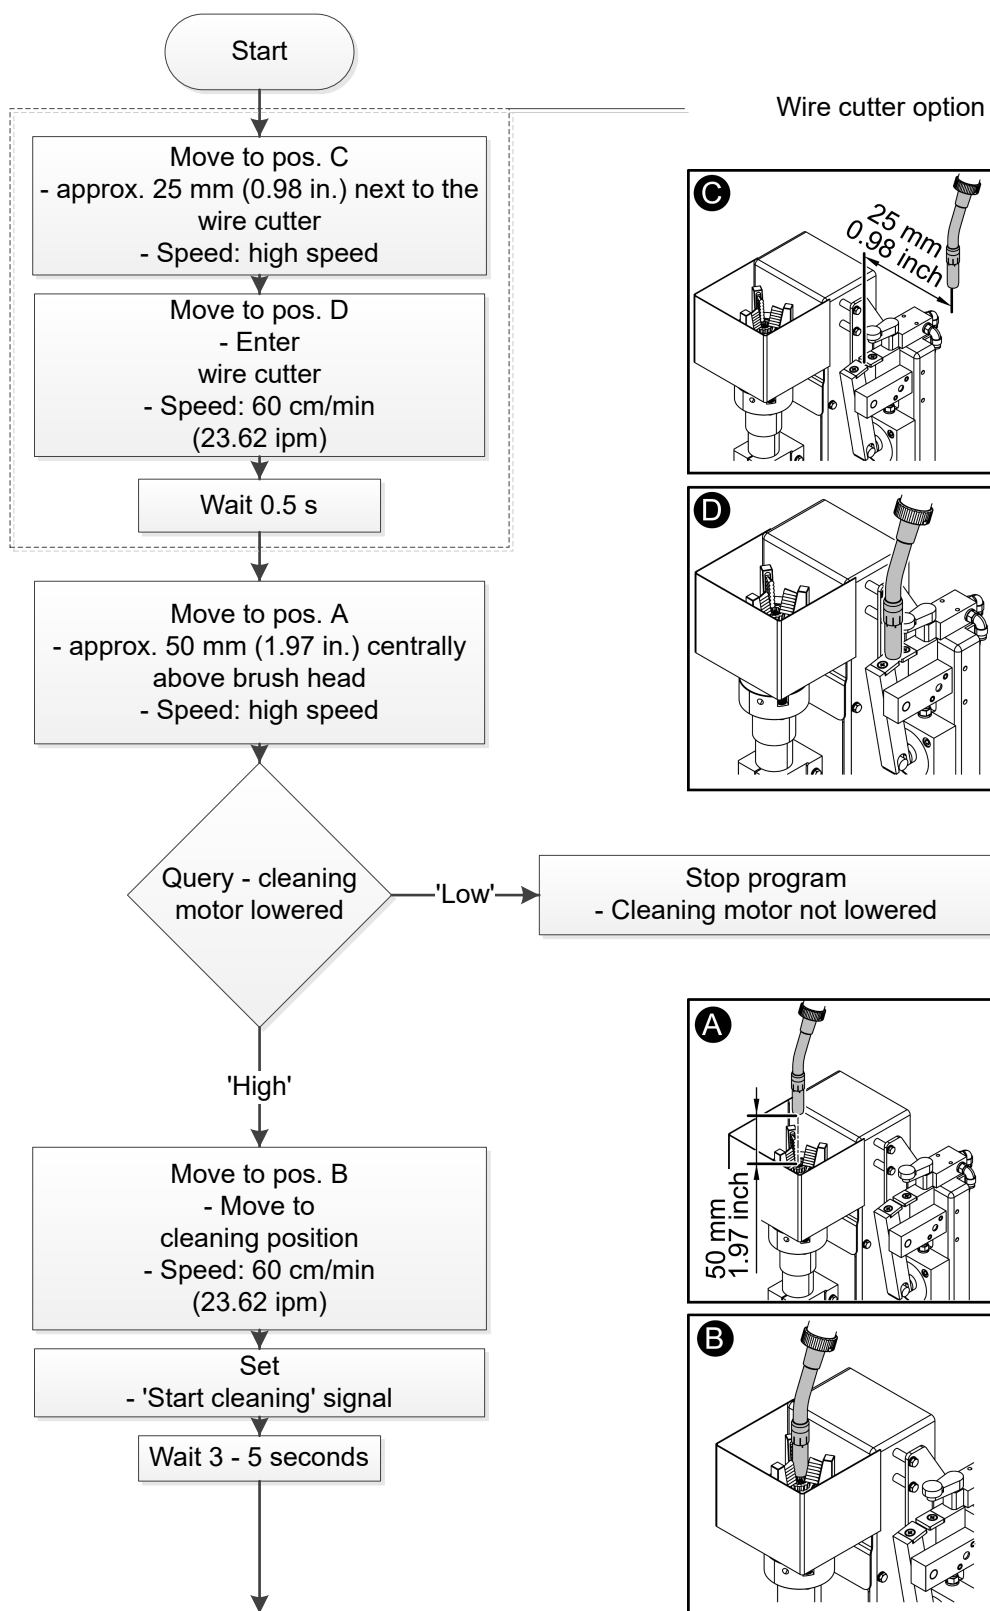 Start
Wire cutter option
Move to pos. C
- approx. 25 mm (0.98 in.) next to the
wire cutter
- Speed: high speed
C
25 mm
0.98 inch
Move to pos. D
- Enter
wire cutter
- Speed: 60 cm/min
(23.62 ipm)
Wait 0.5 s
D
Move to pos. A
- approx. 50 mm (1.97 in.) centrally
above brush head
- Speed: high speed
Query - cleaning
motor lowered
'Low'
Stop program
- Cleaning motor not lowered
'High'
A
50 mm
1.97 inch
Move to pos. B
- Move to
cleaning position
- Speed: 60 cm/min
(23.62 ipm)
B
Set
- 'Start cleaning' signal
Wait 3 - 5 seconds